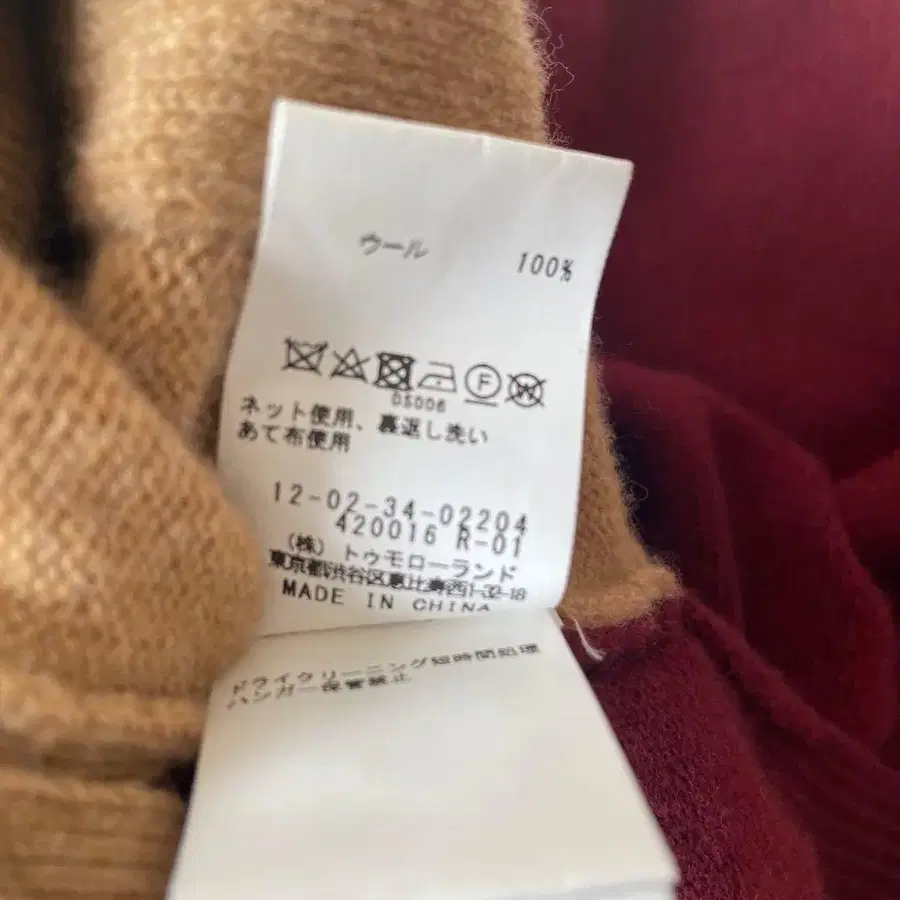 ウール 100%
F W
DS006
ネット使用、裏返し洗い
あて布使用
12-02-34-02204
420016 R-01
(株) トゥモローランド
東京都渋谷区恵比寿西1-32-18
MADE IN CHINA
ドライクリーニング短時間処理
ハンガー保管禁止